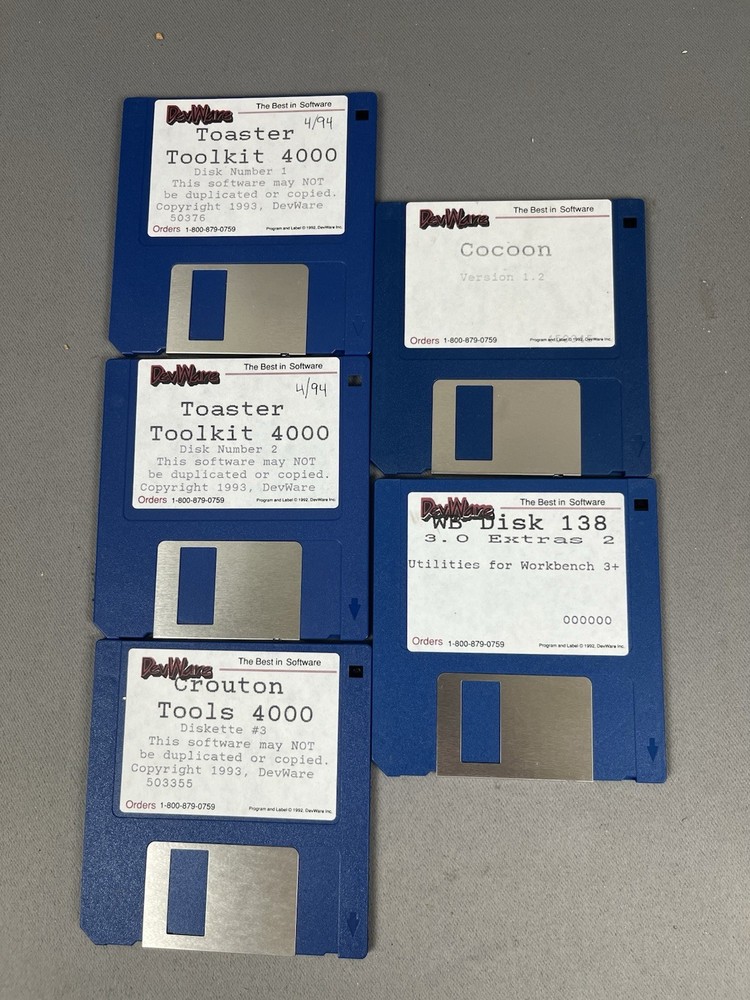 DevWare The Best in Software
4/94
Toaster
Toolkit 4000
Disk Number 1
This software may NOT
be duplicated or copied.
Copyright 1993, DevWare
50376
Orders 1-800-879-0759 Program and Label © 1992, DevWare Inc.
DevWare The Best in Software
4/94
Toaster
Toolkit 4000
Disk Number 2
This software may NOT
be duplicated or copied.
Copyright 1993, DevWare
Orders 1-800-879-0759 Program and Label © 1992, DevWare Inc.
DevWare The Best in Software
Crouton
Tools 4000
Diskette #3
This software may NOT
be duplicated or copied.
Copyright 1993, DevWare
503355
Orders 1-800-879-0759 Program and Label © 1992, DevWare Inc.
DevWare The Best in Software
Cocoon
Version 1.2
Orders 1-800-879-0759 Program and Label © 1992, DevWare Inc.
DevWare The Best in Software
WB Disk 138
3.0 Extras 2
Utilities for Workbench 3+
000000
Orders 1-800-879-0759 Program and Label © 1992, DevWare Inc.